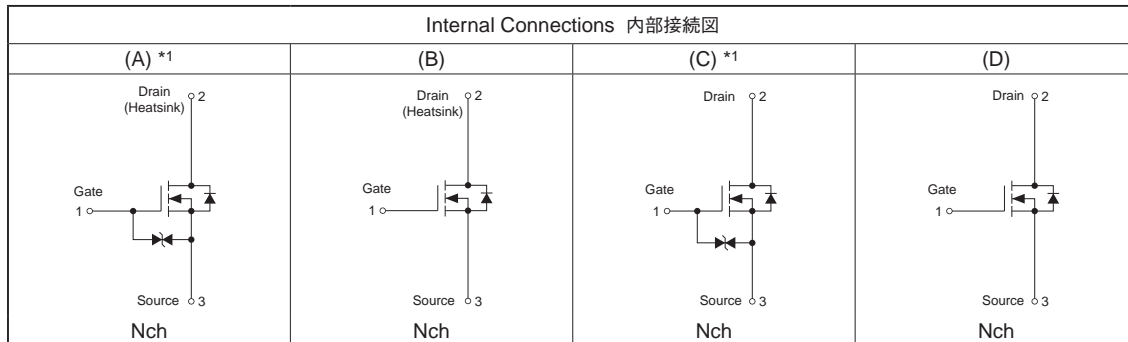 Internal Connections 内部接続図
(A) *1
(B)
(C) *1
(D)
Drain
(Heatsink)
2
Gate
1
Source
3
Nch
Drain
(Heatsink)
2
Gate
1
Source
3
Nch
Drain
2
Gate
1
Source
3
Nch
Drain
2
Gate
1
Source
3
Nch